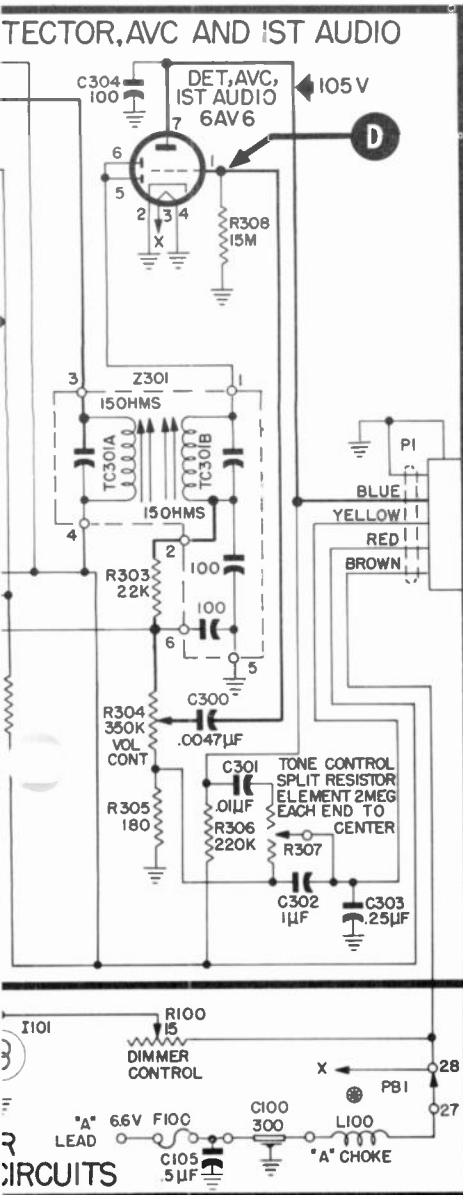 TECTOR, AVC AND 1ST AUDIO
C304
100
DET, AVC,
1ST AUDIO
6AV6
105V
D
7
6
5
1
2 3 4
X
R308
15M
3
Z301
1
15OHMS
TC301A
TC301B
15OHMS
4
2
P1
BLUE
YELLOW
RED
BROWN
R303
22K
100
100
6
5
R304
350K
VOL
CONT
C300
.0047µF
R305
180
C301
.01µF
R306
220K
TONE CONTROL
SPLIT RESISTOR
ELEMENT 2MEG
EACH END TO
CENTER
R307
C302
1µF
C303
.25µF
I101
R100
15
DIMMER
CONTROL
X
PB1
28
27
"A"
LEAD
6.6V
F100
C105
.5µF
C100
300
L100
"A" CHOKE
R
CIRCUITS